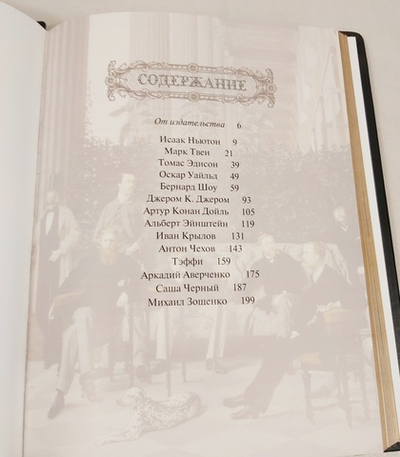 СОДЕРЖАНИЕ
От издательства 6
Исаак Ньютон 9
Марк Твен 21
Томас Эдисон 39
Оскар Уайльд 49
Бернард Шоу 59
Джером К. Джером 93
Артур Конан Дойль 105
Альберт Эйнштейн 119
Иван Крылов 131
Антон Чехов 143
Тэффи 159
Аркадий Аверченко 175
Саша Черный 187
Михаил Зощенко 199